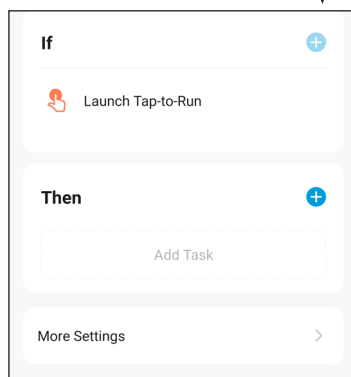 If
Launch Tap-to-Run
Then
Add Task
More Settings